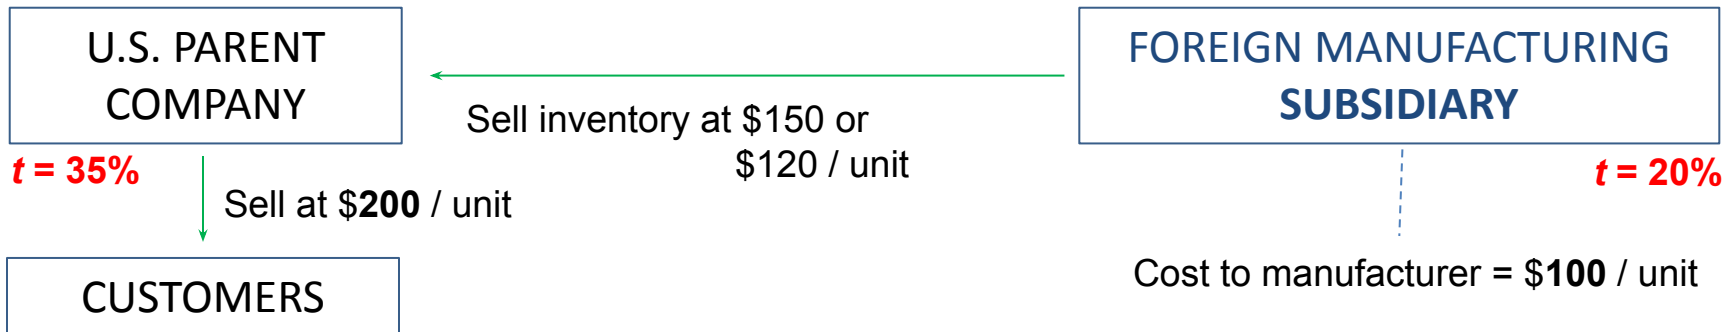 U.S. PARENT
COMPANY
FOREIGN MANUFACTURING
SUBSIDIARY
Sell inventory at $150 or
$120 / unit
t = 35%
t = 20%
Sell at $200 / unit
Cost to manufacturer = $100 / unit
CUSTOMERS